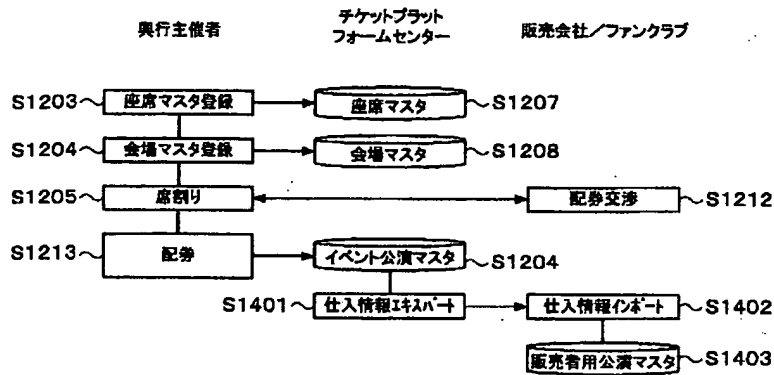 興行主催者
チケットプラット
フォームセンター
販売会社／ファンクラブ
S1203
座席マスタ登録
座席マスタ
S1207
S1204
会場マスタ登録
会場マスタ
S1208
S1205
席割り
配券交渉
S1212
S1213
配券
イベント公演マスタ
S1204
S1401
仕入情報エキスパート
仕入情報インポート
S1402
販売者用公演マスタ
S1403